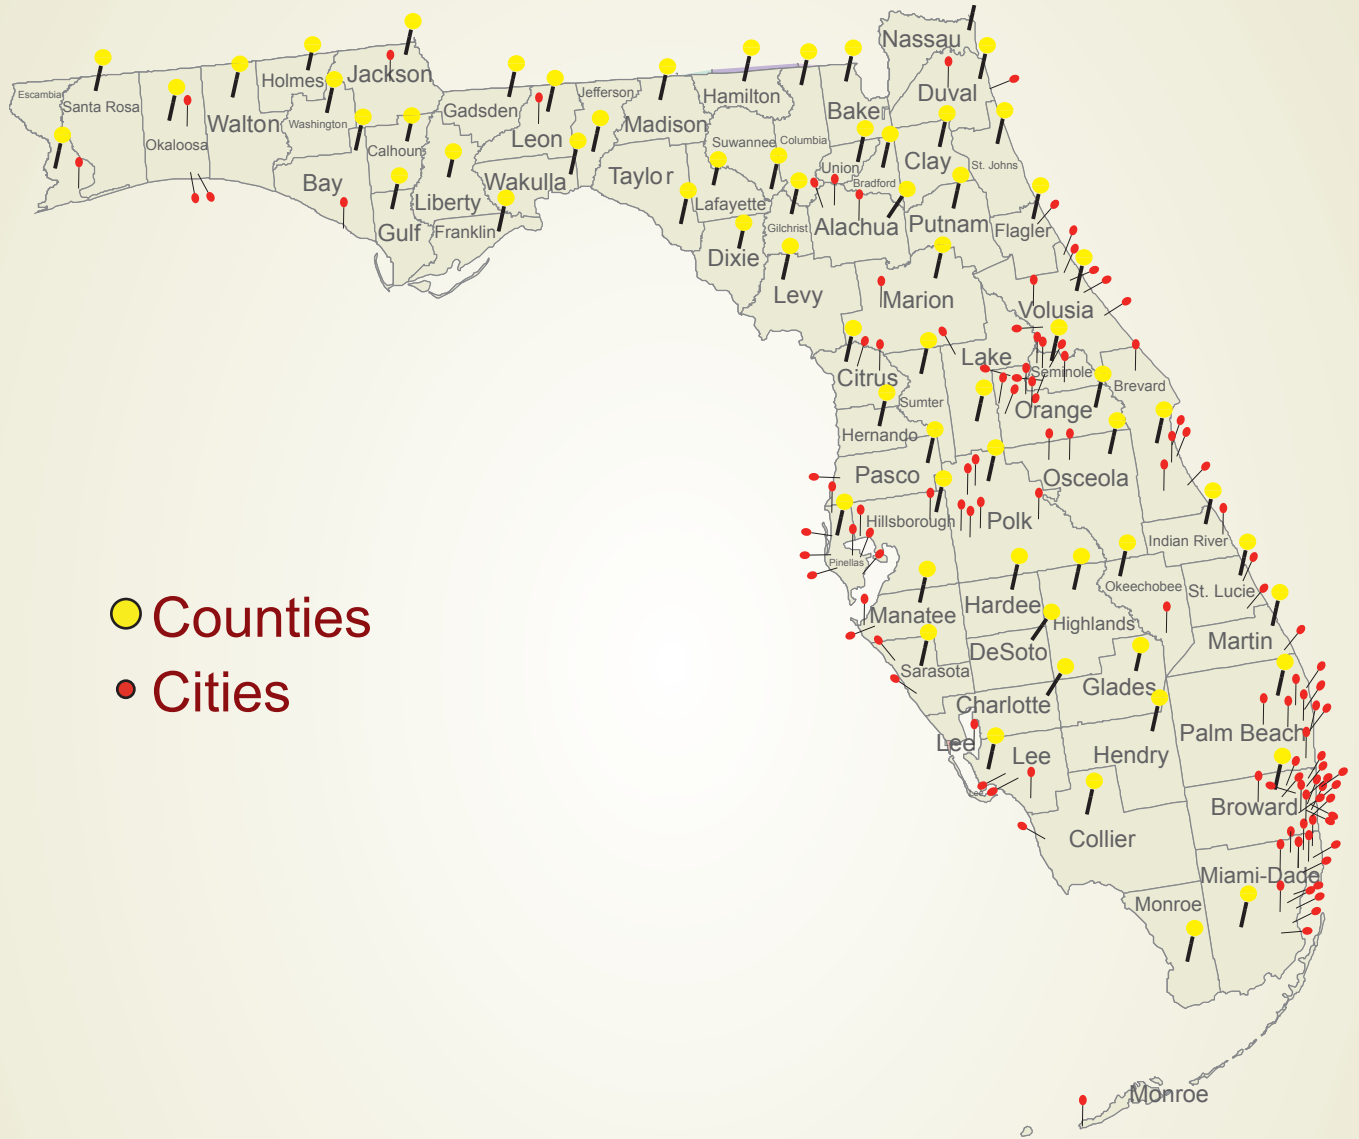 Nassau
Escambia
Santa Rosa
Okaloosa
Walton
Holmes
Washington
Jackson
Bay
Calhoun
Gulf
Gadsden
Liberty
Franklin
Leon
Wakulla
Jefferson
Madison
Taylor
Hamilton
Suwannee
Lafayette
Dixie
Columbia
Gilchrist
Levy
Baker
Union
Bradford
Alachua
Duval
Clay
St. Johns
Putnam
Flagler
Marion
Volusia
Citrus
Sumter
Lake
Seminole
Orange
Brevard
Hernando
Pasco
Osceola
Hillsborough
Polk
Pinellas
Indian River
Manatee
Hardee
Highlands
Okeechobee
St. Lucie
Sarasota
DeSoto
Martin
Charlotte
Glades
Lee
Lee
Lee
Hendry
Palm Beach
Collier
Broward
Monroe
Miami-Dade
Monroe
Counties
Cities